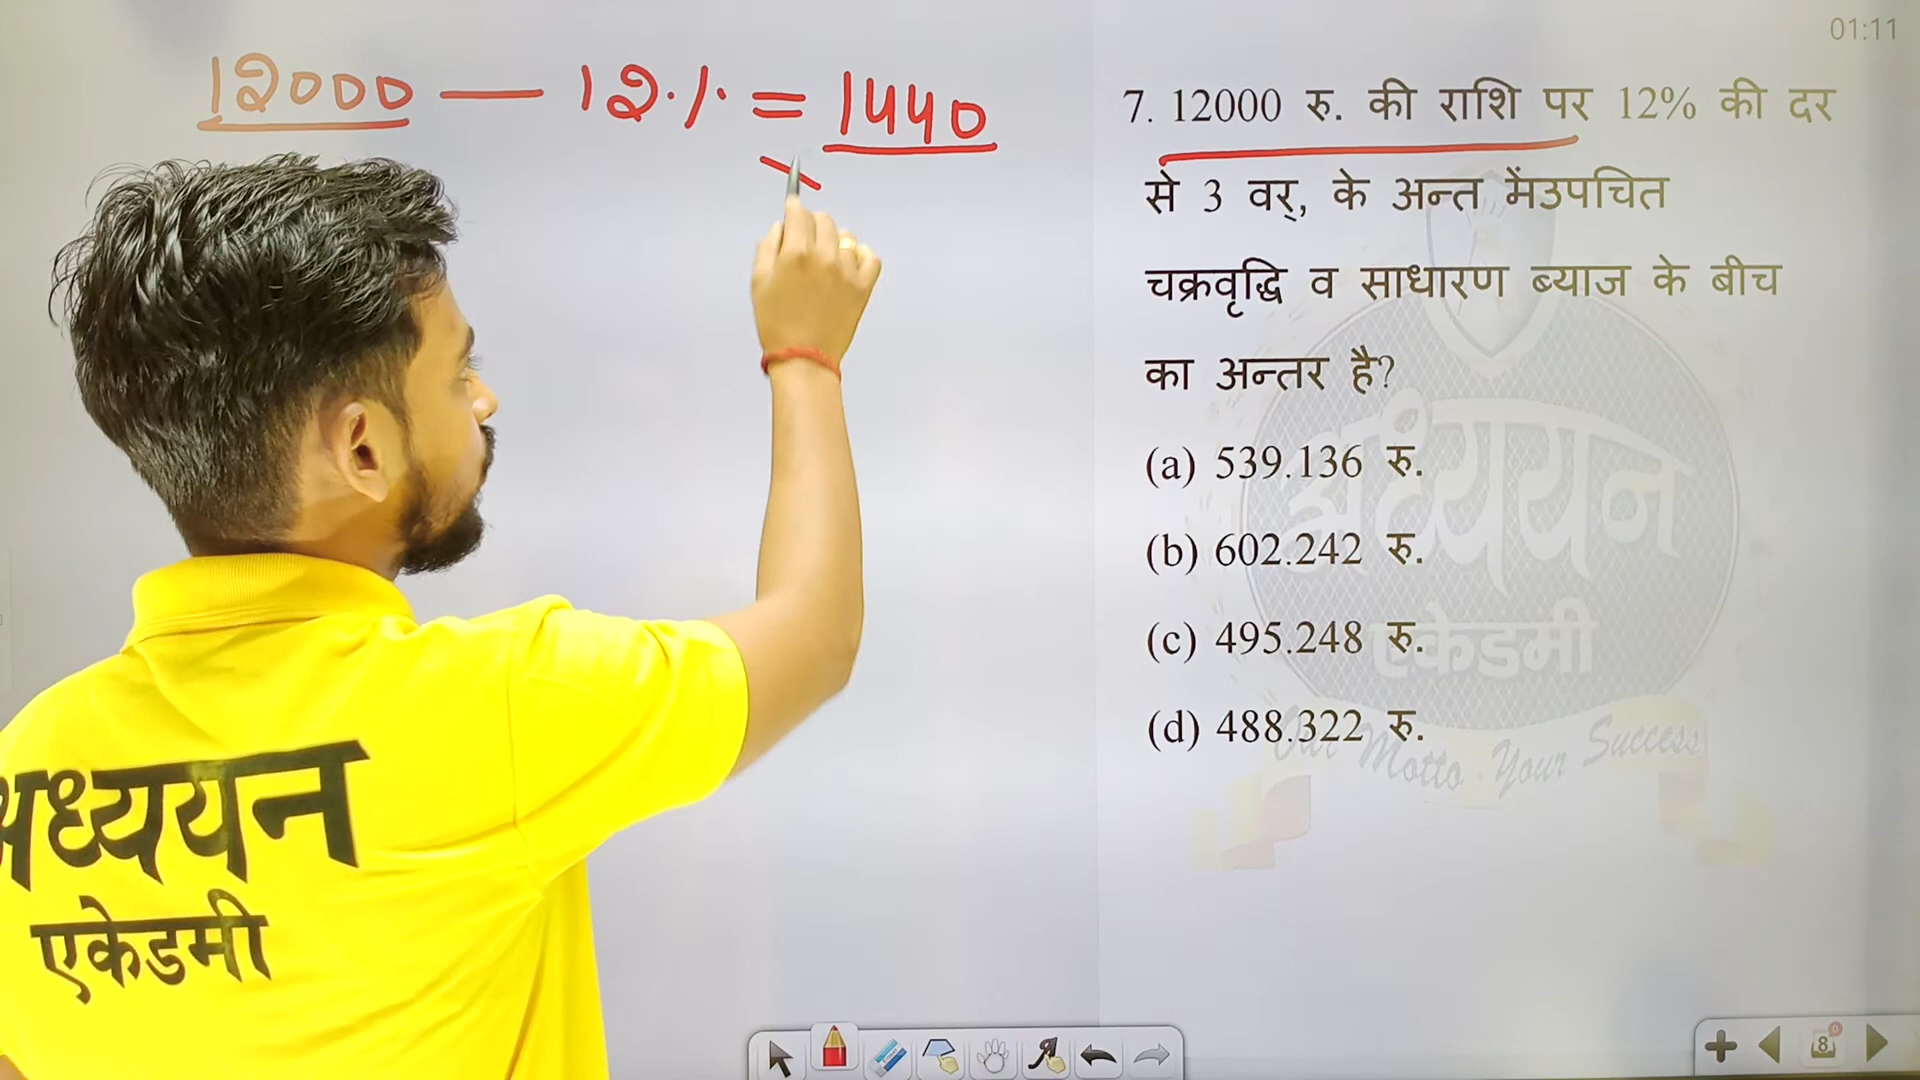 01:11
12000 — 12% = 1440
7. 12000 रु. की राशि पर 12% की दर
से 3 वर्, के अन्त मेंउपचित
चक्रवृद्धि व साधारण ब्याज के बीच
का अन्तर है?
(a) 539.136 रु.
(b) 602.242 रु.
(c) 495.248 रु.
(d) 488.322 रु.
अध्ययन
एकेडमी
Our Motto Your Success
अध्ययन
एकेडमी
8